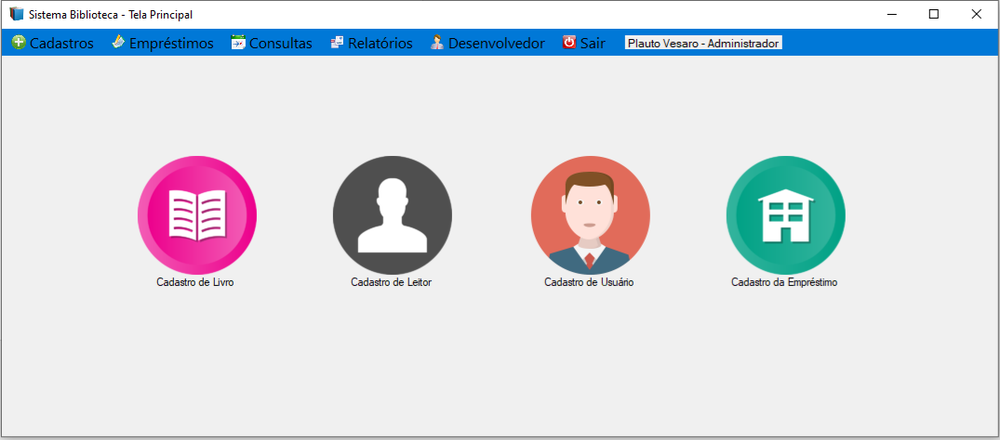 Sistema Biblioteca - Tela Principal
Cadastros Empréstimos Consultas Relatórios Desenvolvedor Sair Plauto Vesaro - Administrador
Cadastro de Livro Cadastro de Leitor Cadastro de Usuário Cadastro da Empréstimo